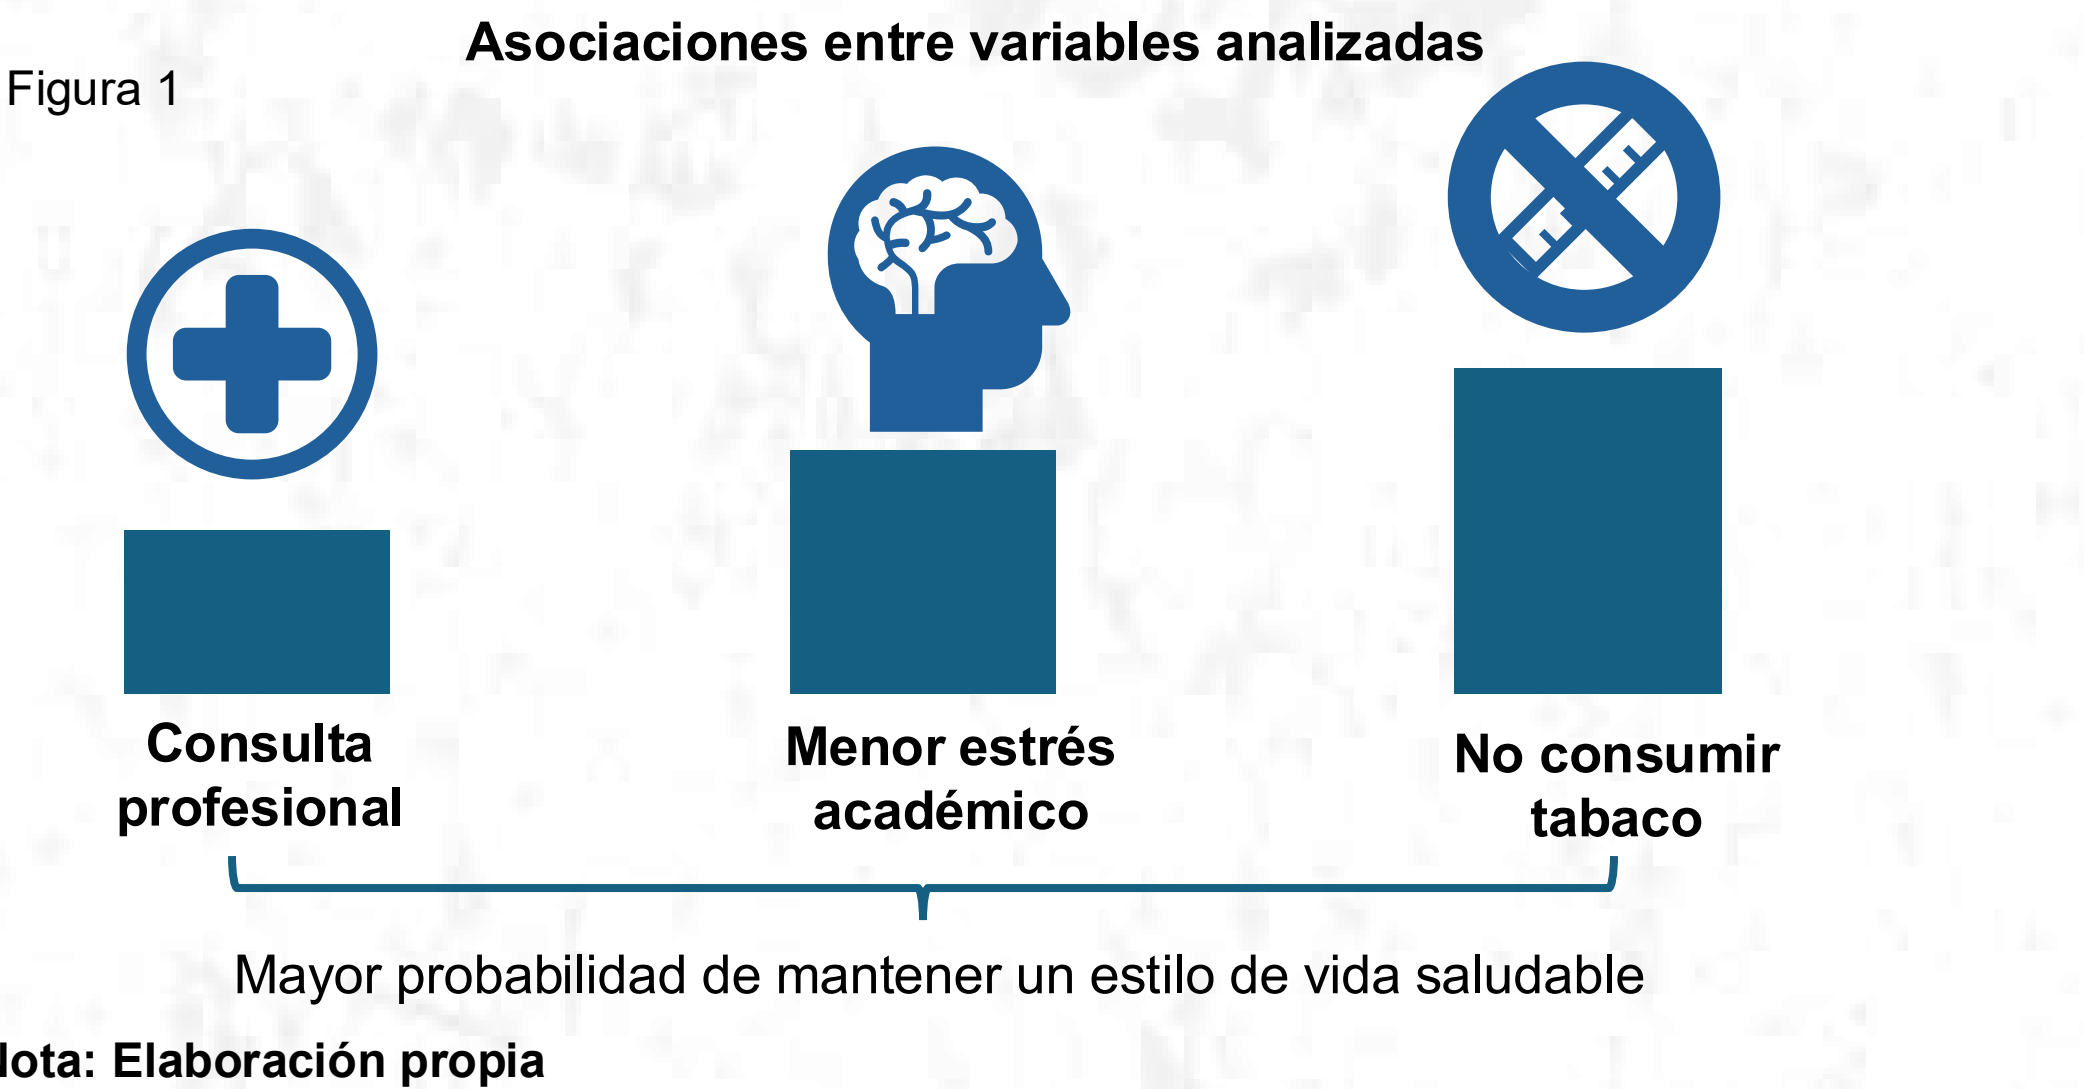 Asociaciones entre variables analizadas
Figura 1
Consulta
profesional
Menor estrés
académico
No consumir
tabaco
Mayor probabilidad de mantener un estilo de vida saludable
Nota: Elaboración propia